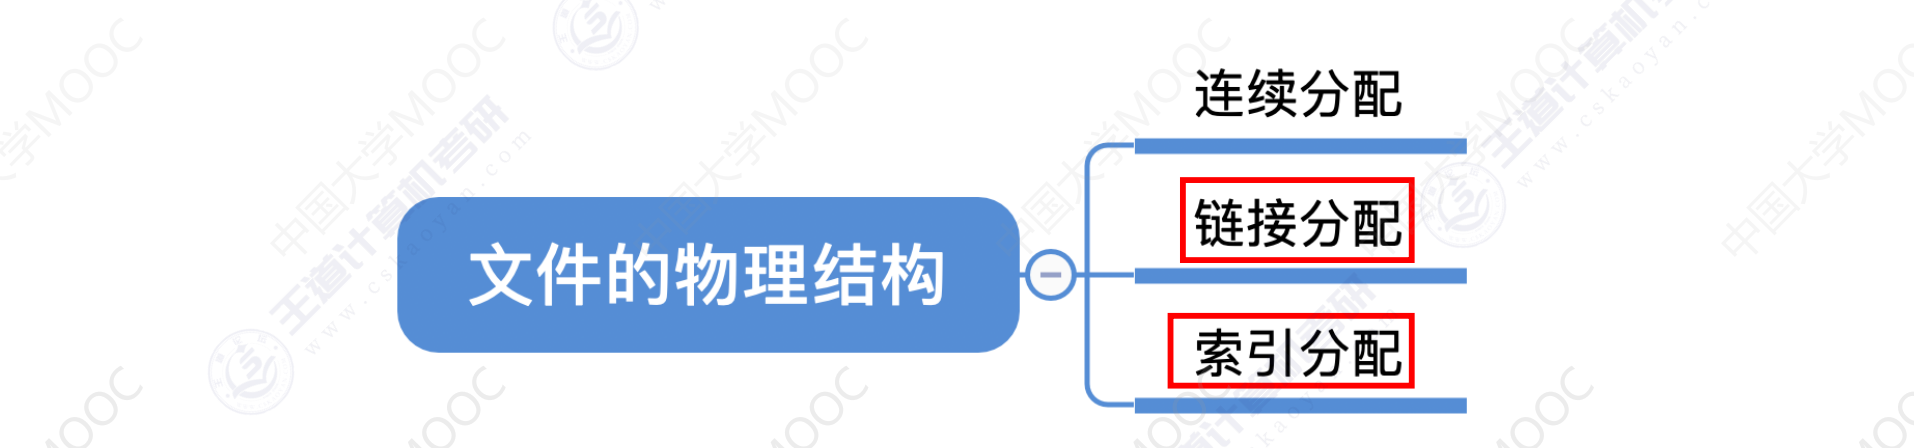 连续分配
链接分配
文件的物理结构
索引分配
中国大学MOOC
王道计算机考研
www.cskaoyan.com